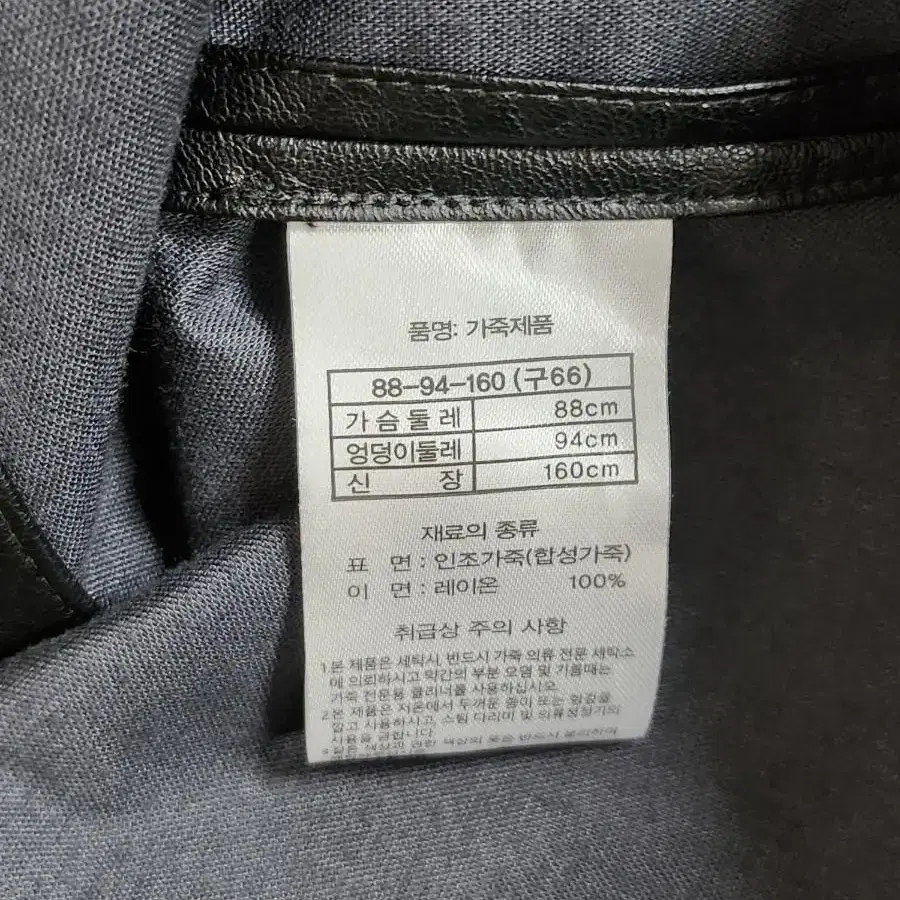 품명: 가죽제품
88-94-160 (구66)
가슴둘레 88cm
엉덩이둘레 94cm
신 장 160cm
재료의 종류
표 면 : 인조가죽(합성가죽)
이 면 : 레이온 100%
취급상 주의 사항
1.본 제품은 세탁시, 반드시 가죽 의류 전문 세탁소
에 의뢰하시고 약간의 부분 오염 및 기름때는
가죽 전문용 클리너를 사용하십시오.
2.본 제품은 저온에서 두꺼운 종이 또는 헝겊을
깔고 사용하시고, 스팀 다리미 및 의류성형기의
사용을 금합니다.